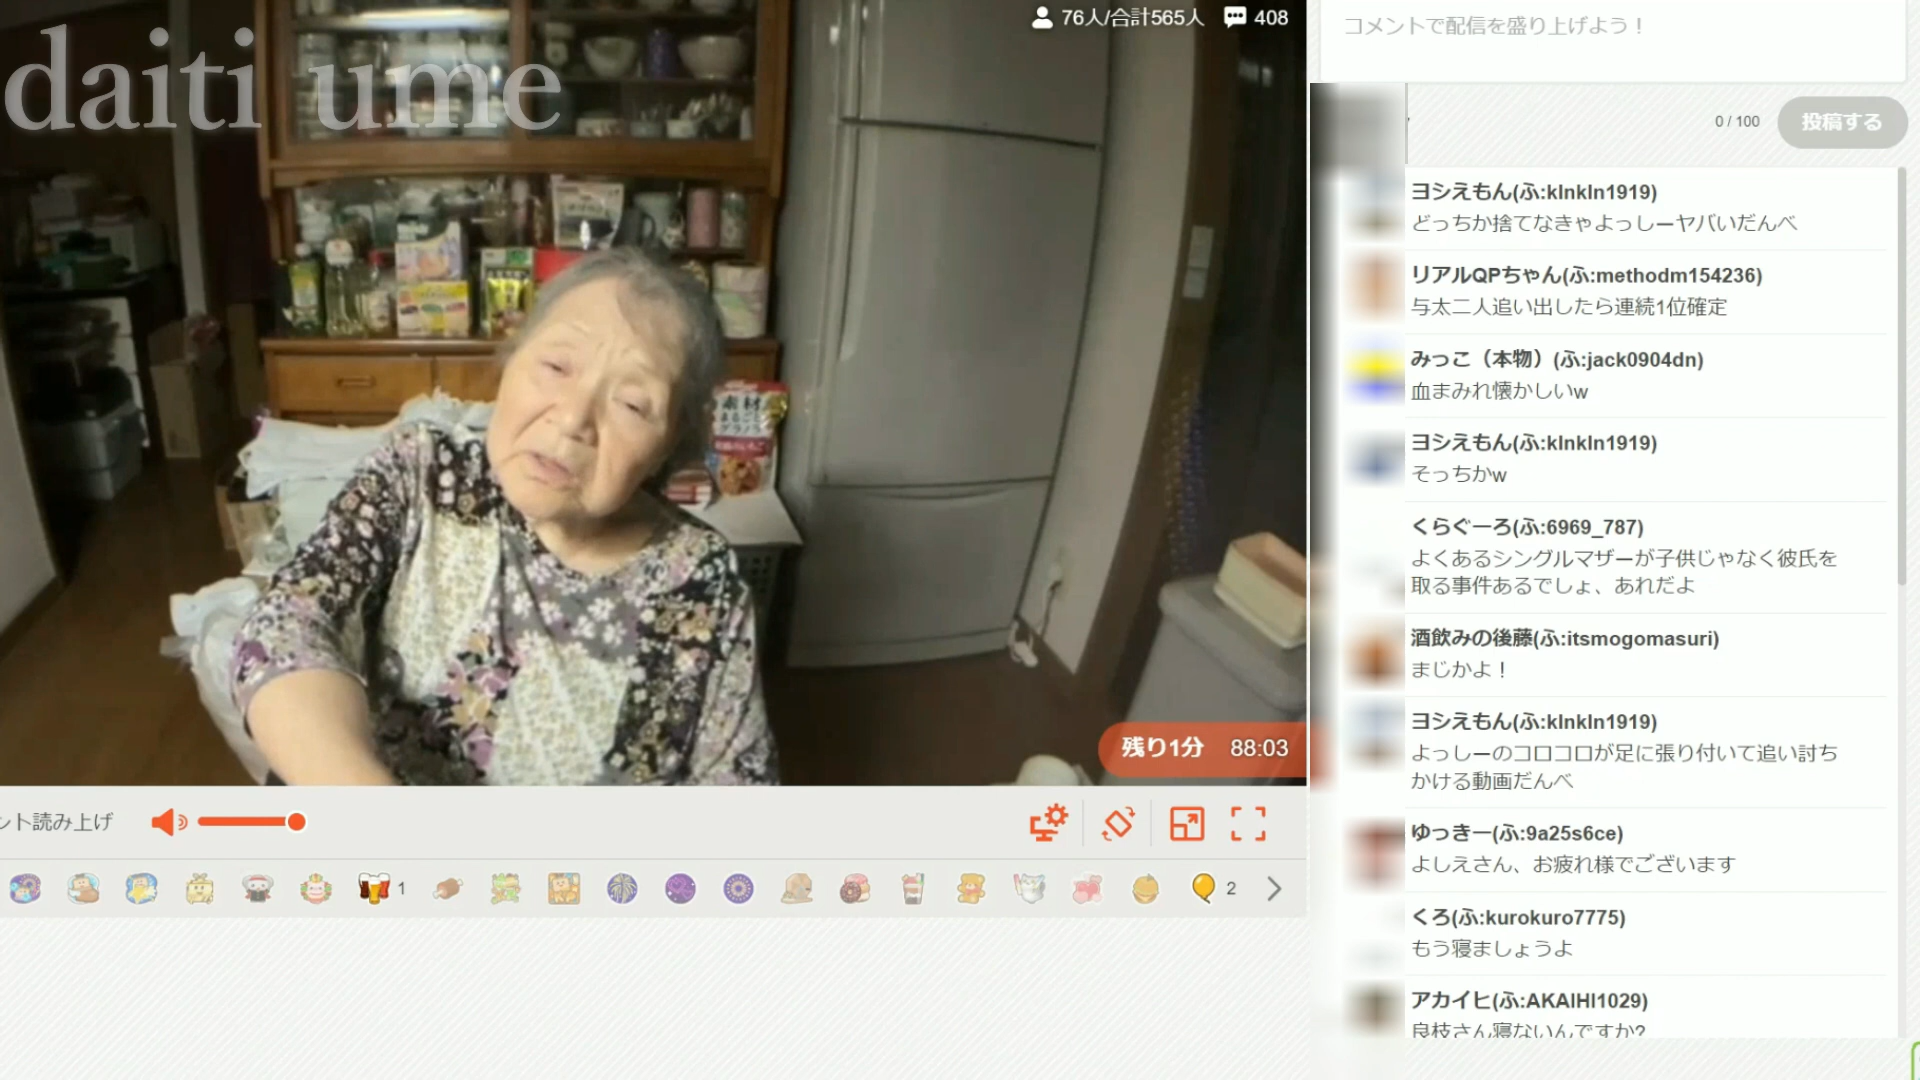 daiti ume
76人/合計565人 408
素材
まるごと
グラノーラ
残り1分 88:03
ント読み上げ
1
2
コメントで配信を盛り上げよう！
0 / 100 投稿する
ヨシえもん(ふ:klnkln1919)
どっちか捨てなきゃよっしーヤバいだんべ
リアルQPちゃん(ふ:methodm154236)
与太二人追い出したら連続1位確定
みっこ（本物）(ふ:jack0904dn)
血まみれ懐かしいw
ヨシえもん(ふ:klnkln1919)
そっちかw
くらぐーろ(ふ:6969_787)
よくあるシングルマザーが子供じゃなく彼氏を
取る事件あるでしょ、あれだよ
酒飲みの後藤(ふ:itsmogomasuri)
まじかよ！
ヨシえもん(ふ:klnkln1919)
よっしーのコロコロが足に張り付いて追い討ち
かける動画だんべ
ゆっきー(ふ:9a25s6ce)
よしえさん、お疲れ様でございます
くろ(ふ:kurokuro7775)
もう寝ましょうよ
アカイヒ(ふ:AKAIHI1029)
良枝さん寝ないんですか?